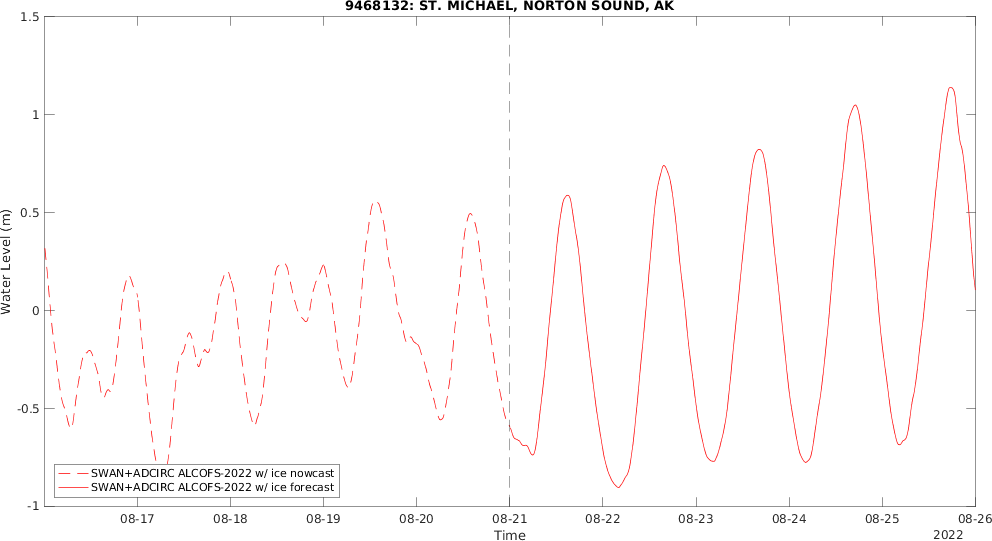 9468132: ST. MICHAEL, NORTON SOUND, AK
Water Level (m)
1.5
1
0.5
0
-0.5
-1
SWAN+ADCIRC ALCOFS-2022 w/ ice nowcast
SWAN+ADCIRC ALCOFS-2022 w/ ice forecast
08-17 08-18 08-19 08-20 08-21 08-22 08-23 08-24 08-25 08-26
Time
2022